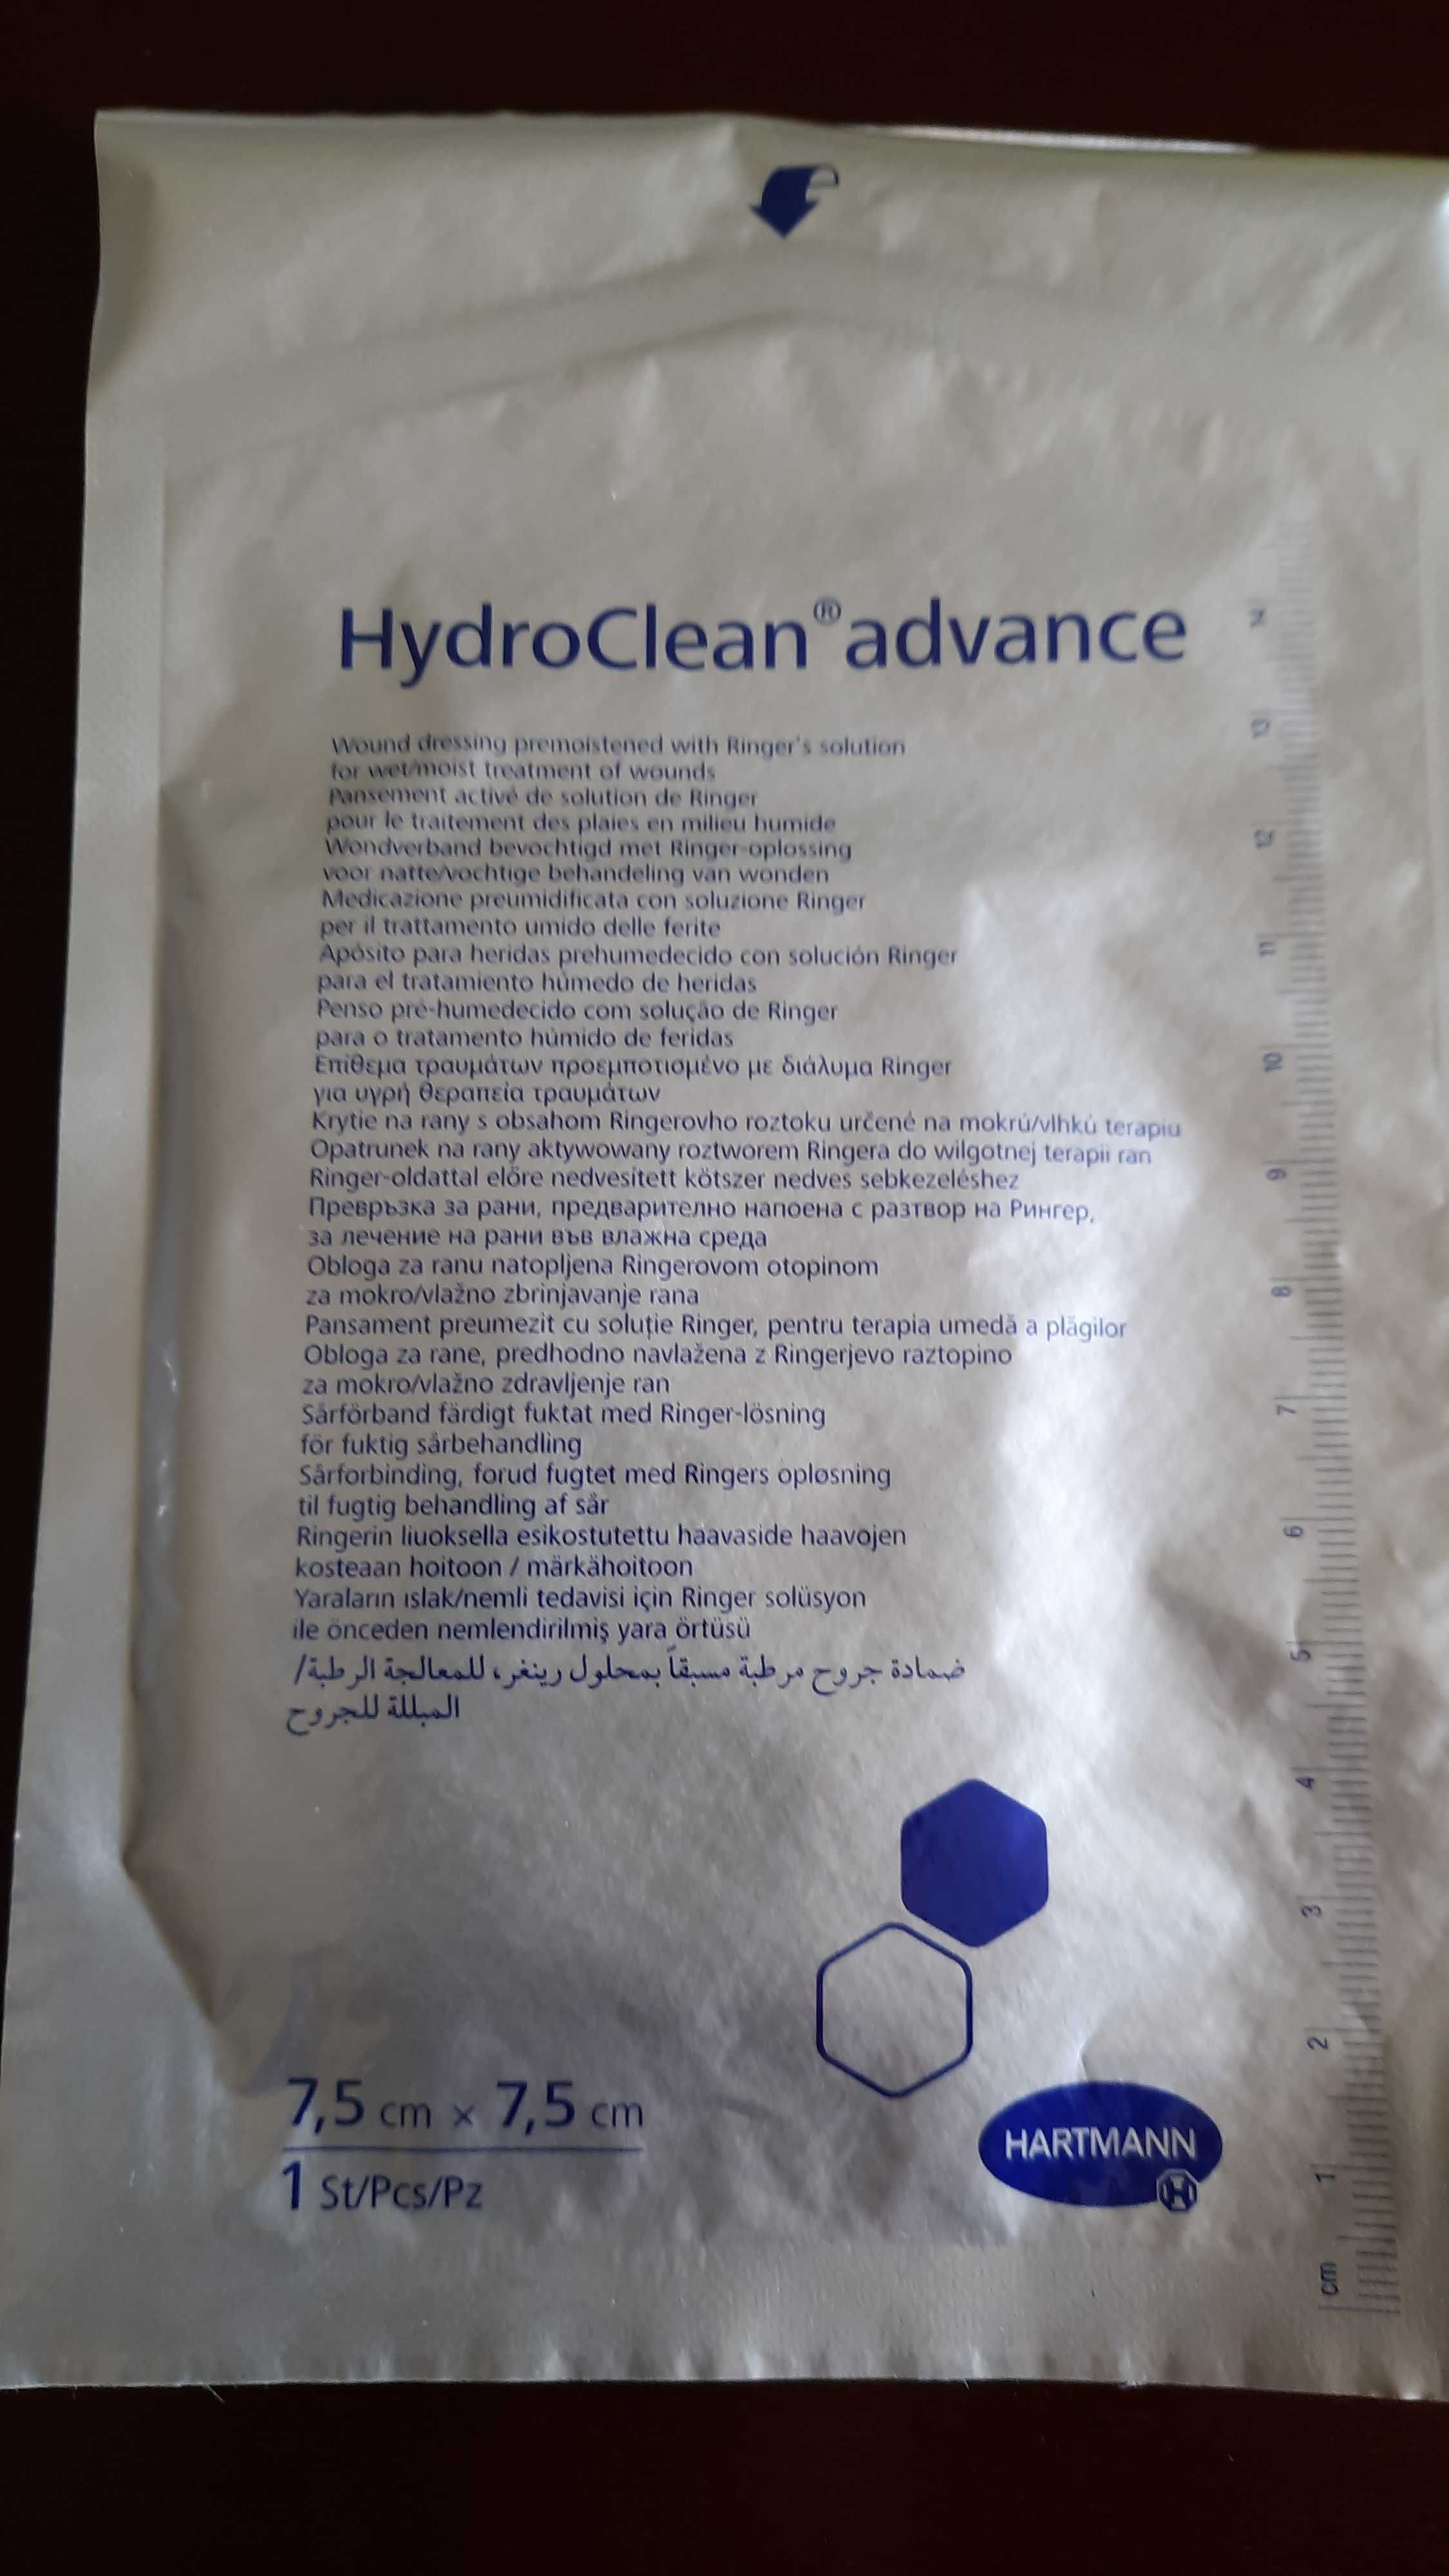 HydroClean® advance
Wound dressing premoistened with Ringer's solution
for wet/moist treatment of wounds
Pansement activé de solution de Ringer
pour le traitement des plaies en milieu humide
Wondverband bevochtigd met Ringer-oplossing
voor natte/vochtige behandeling van wonden
Medicazione preumidificata con soluzione Ringer
per il trattamento umido delle ferite
Apósito para heridas prehumedecido con solución Ringer
para el tratamiento húmedo de heridas
Penso pré-humedecido com solução de Ringer
para o tratamento húmido de feridas
Επίθεμα τραυμάτων προεμποτισμένο με διάλυμα Ringer
για υγρή θεραπεία τραυμάτων
Krytie na rany s obsahom Ringerovho roztoku určené na mokrú/vlhkú terapiu
Opatrunek na rany aktywowany roztworem Ringera do wilgotnej terapii ran
Ringer-oldattal előre nedvesített kötszer nedves sebkezeléshez
Превръзка за рани, предварително напоена с разтвор на Рингер,
за лечение на рани във влажна среда
Obloga za ranu natopljena Ringerovom otopinom
za mokro/vlažno zbrinjavanje rana
Pansament preumezit cu soluție Ringer, pentru terapia umedă a plăgilor
Obloga za rane, predhodno navlažena z Ringerjevo raztopino
za mokro/vlažno zdravljenje ran
Sårförband färdigt fuktat med Ringer-lösning
för fuktig sårbehandling
Sårforbinding, forud fugtet med Ringers opløsning
til fugtig behandling af sår
Ringerin liuoksella esikostutettu haavaside haavojen
kosteaan hoitoon / märkähoitoon
Yaraların ıslak/nemli tedavisi için Ringer solüsyon
ile önceden nemlendirilmiş yara örtüsü
ضمادة جروح مرطبة مسبقاً بمحلول رينغر، للمعالجة الرطبة/
المبللة للجروح
7,5 cm x 7,5 cm
1 St/Pcs/Pz
HARTMANN
H
14
13
12
11
10
9
8
7
6
5
4
3
2
1
cm